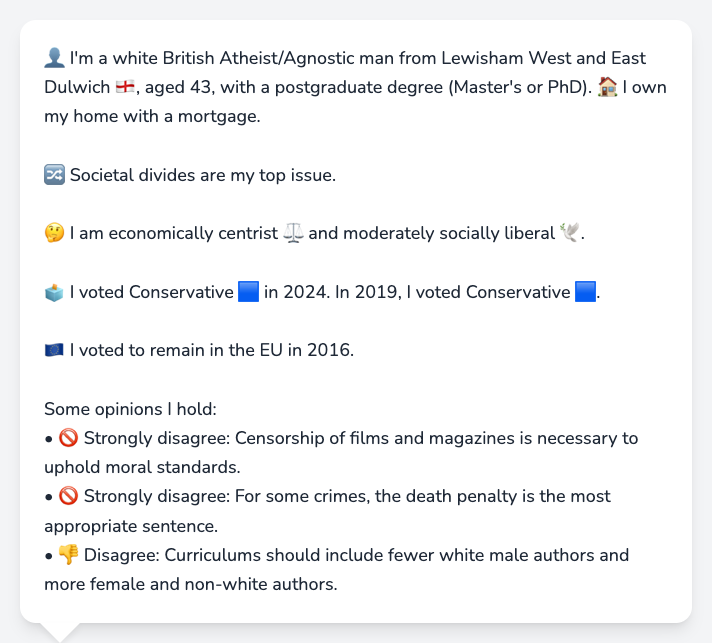 👤 I'm a white British Atheist/Agnostic man from Lewisham West and East
Dulwich 🏴󠁧󠁢󠁥󠁮󠁧󠁿, aged 43, with a postgraduate degree (Master's or PhD). 🏠 I own
my home with a mortgage.
🔀 Societal divides are my top issue.
🤔 I am economically centrist ⚖️ and moderately socially liberal 🕊️.
🗳️ I voted Conservative 🟦 in 2024. In 2019, I voted Conservative 🟦.
🇪🇺 I voted to remain in the EU in 2016.
Some opinions I hold:
• 🚫 Strongly disagree: Censorship of films and magazines is necessary to
uphold moral standards.
• 🚫 Strongly disagree: For some crimes, the death penalty is the most
appropriate sentence.
• 👎 Disagree: Curriculums should include fewer white male authors and
more female and non-white authors.